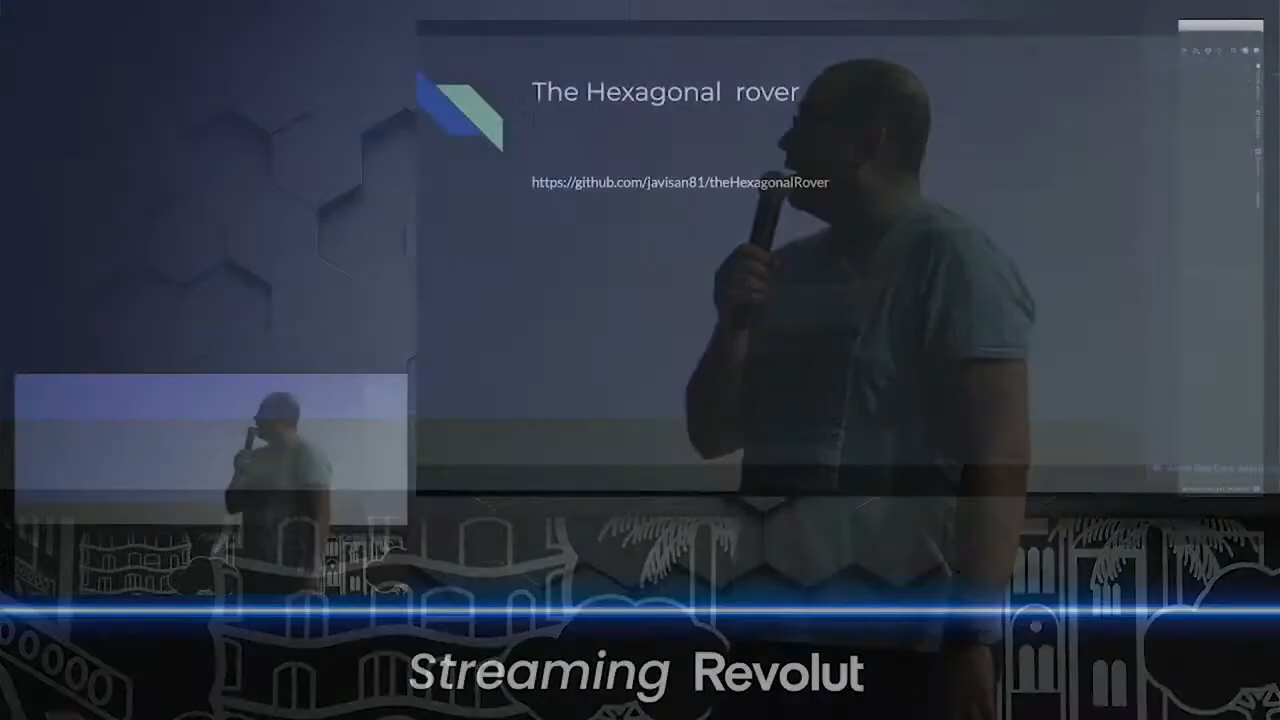 The Hexagonal rover
https://github.com/javisan81/theHexagonalRover
Streaming Revolut